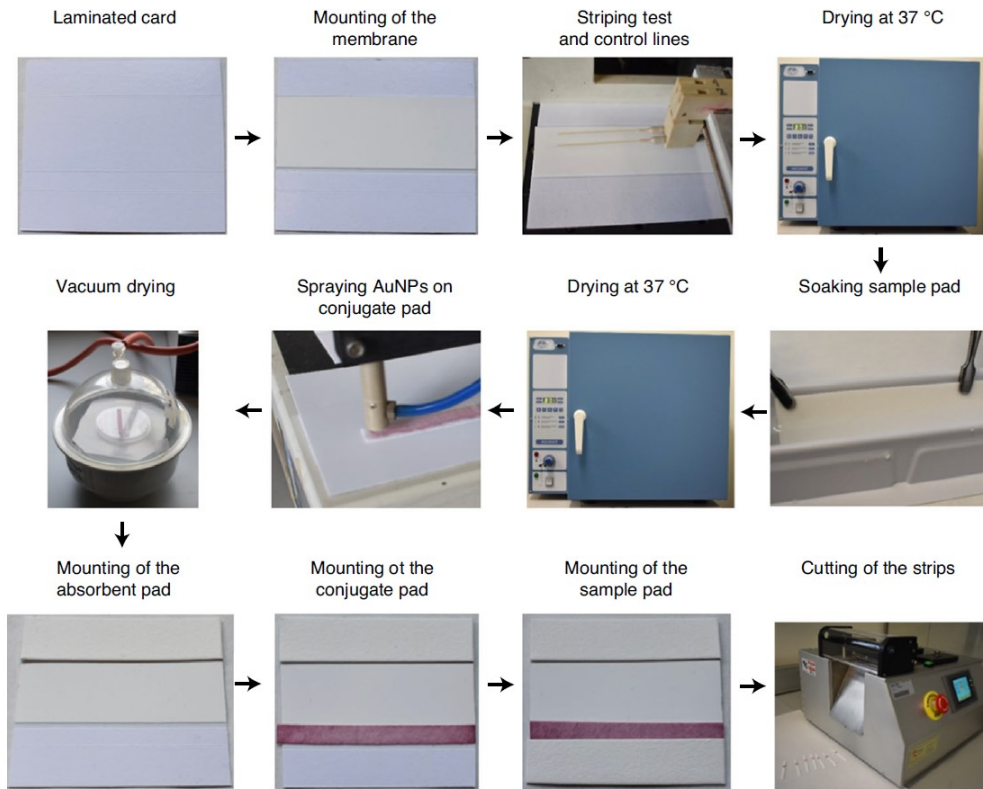 Laminated card
Mounting of the
membrane
Striping test
and control lines
Drying at 37 °C
Vacuum drying
Spraying AuNPs on
conjugate pad
Drying at 37 °C
Soaking sample pad
Mounting of the
absorbent pad
Mounting ot the
conjugate pad
Mounting of the
sample pad
Cutting of the strips